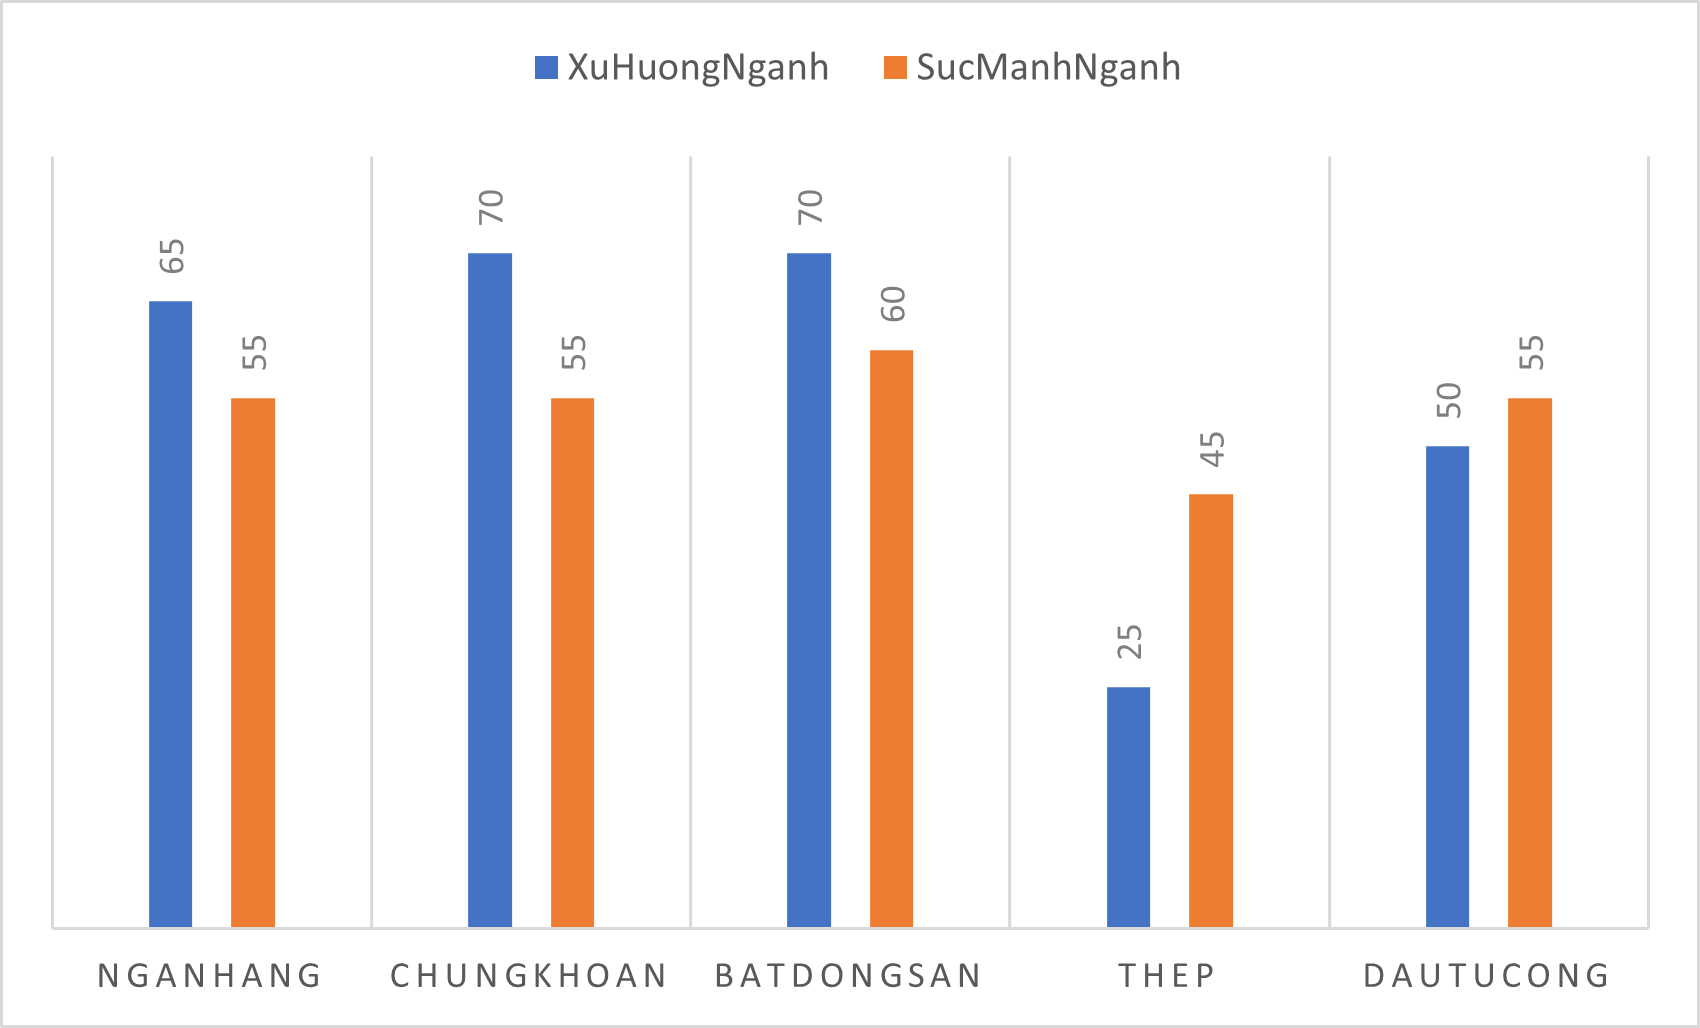 XuHuongNganh SucManhNganh
65 55 70 55 70 60 25 45 50 55
NGANHANG CHUNGKHOAN BATDONGSAN THEP DAUTUCONG